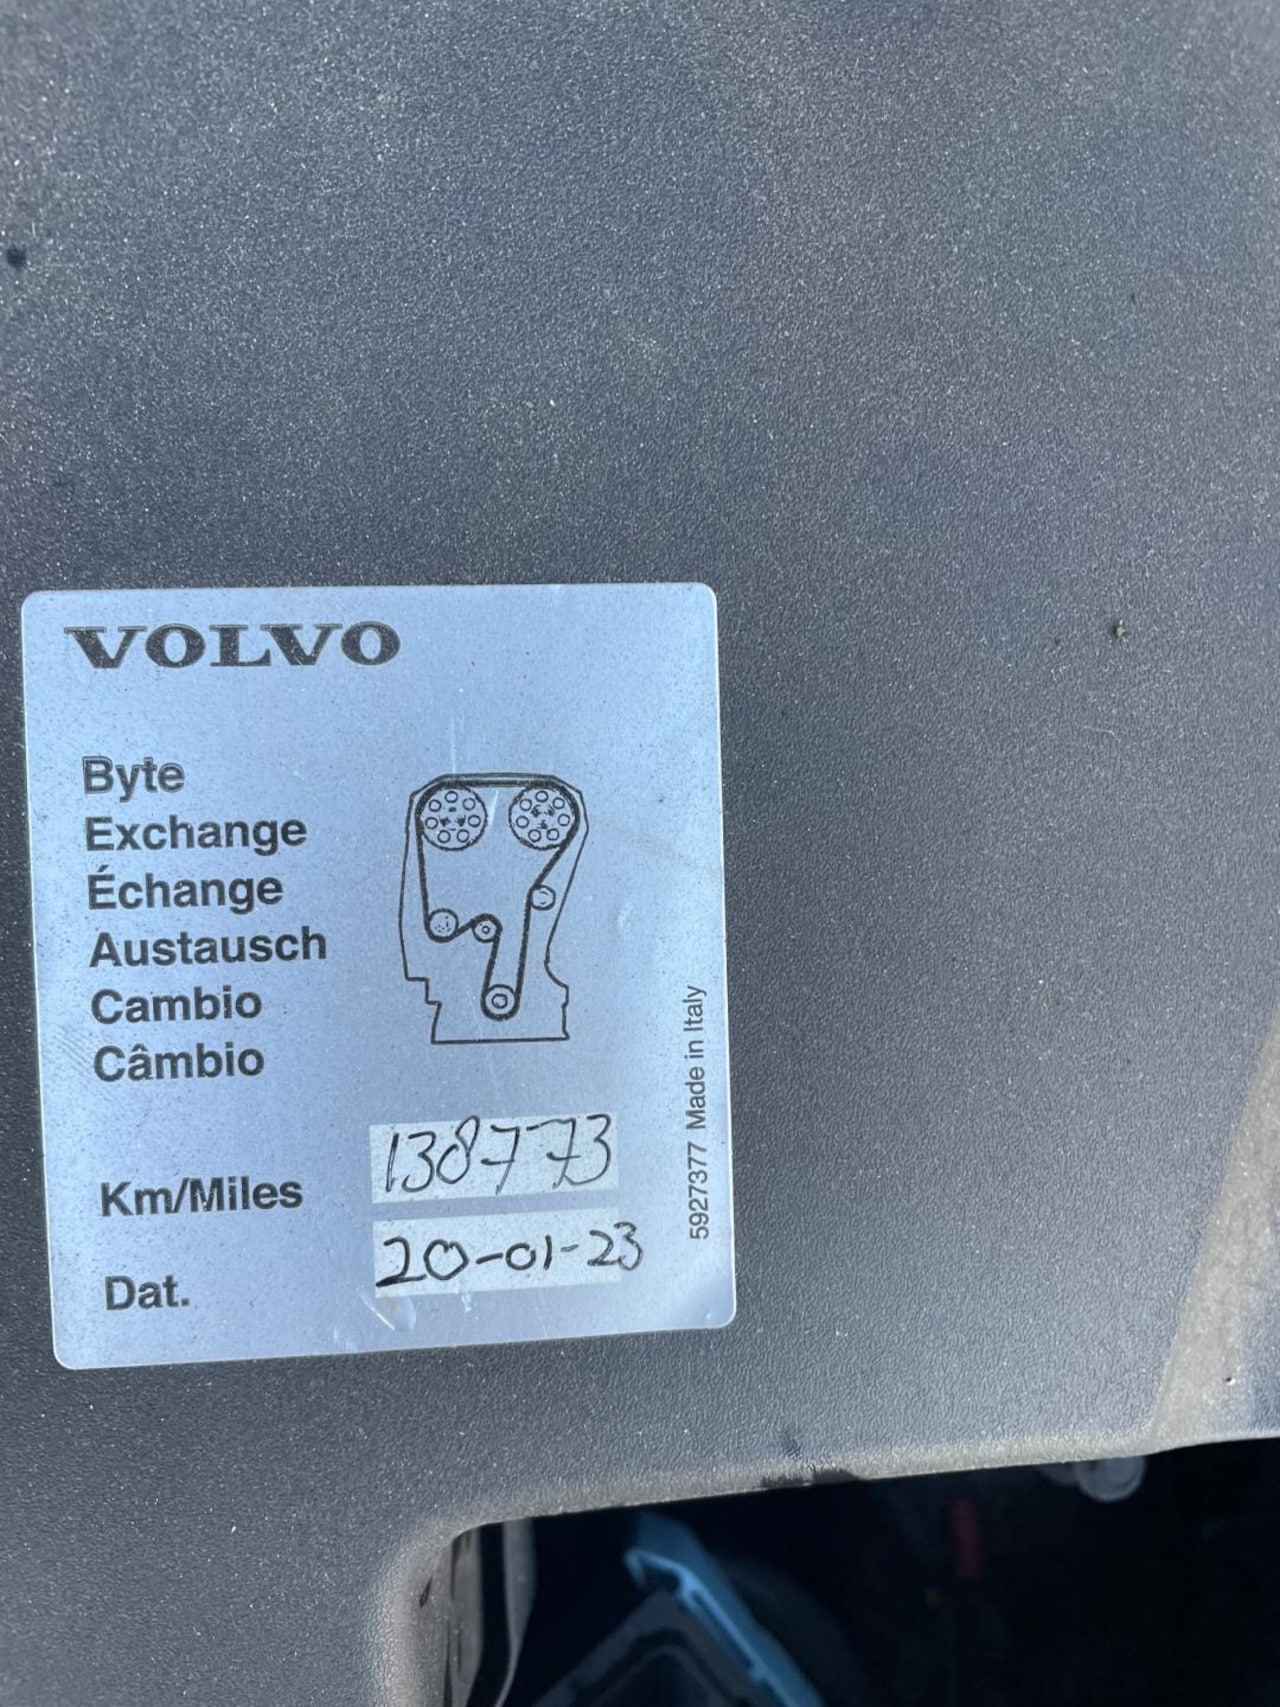 VOLVO
Byte
Exchange
Échange
Austausch
Cambio
Câmbio
Km/Miles 138773
Dat. 20-01-23
5927377 Made in Italy